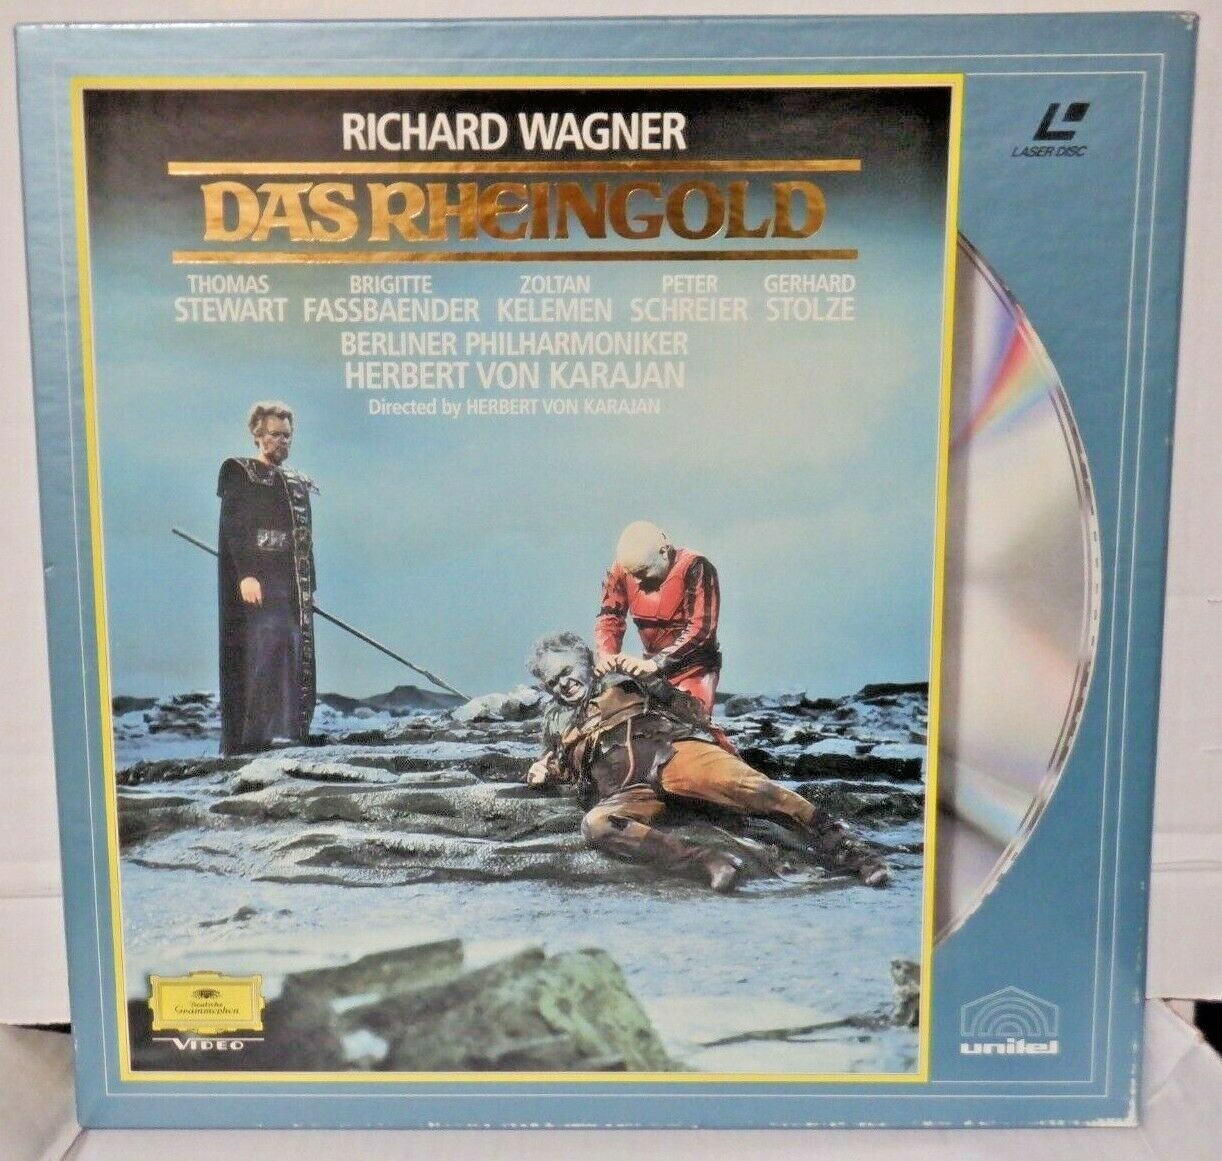 RICHARD WAGNER
LASER DISC
DAS RHEINGOLD
THOMAS STEWART BRIGITTE FASSBAENDER ZOLTAN KELEMEN PETER SCHREIER GERHARD STOLZE
BERLINER PHILHARMONIKER
HERBERT VON KARAJAN
Directed by HERBERT VON KARAJAN
Deutsche
Grammophon
VIDEO
unitel